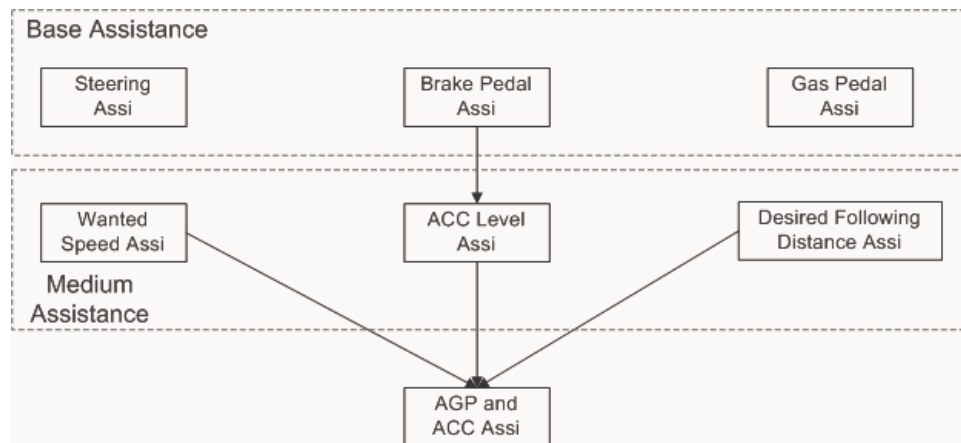 Base Assistance
Steering
Assi
Brake Pedal
Assi
Gas Pedal
Assi
Wanted
Speed Assi
ACC Level
Assi
Desired Following
Distance Assi
Medium
Assistance
AGP and
ACC Assi